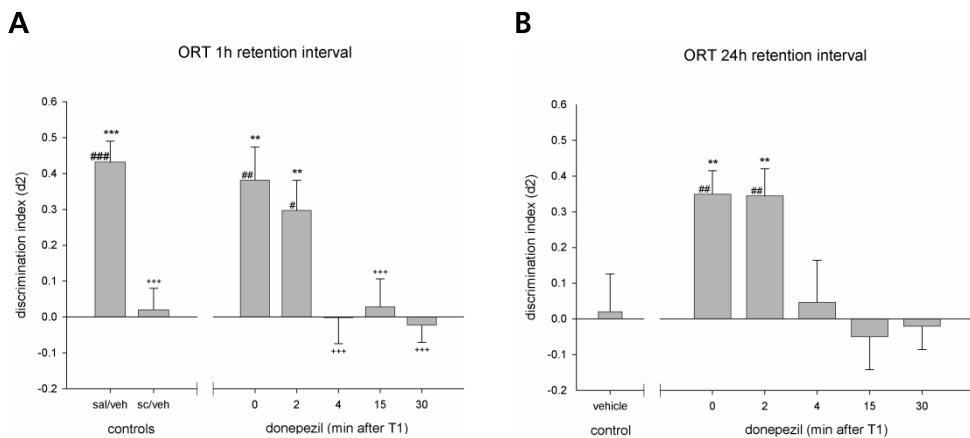 A
ORT 1h retention interval
discrimination index (d2)
0.6
0.5
0.4
0.3
0.2
0.1
0.0
-0.1
-0.2
***
###
+++
**
##
**
#
+++
+++
+++
sal/veh sc/veh
0 2 4 15 30
controls
donepezil (min after T1)
B
ORT 24h retention interval
discrimination index (d2)
0.6
0.5
0.4
0.3
0.2
0.1
0.0
-0.1
-0.2
**
##
**
##
vehicle
0 2 4 15 30
control
donepezil (min after T1)